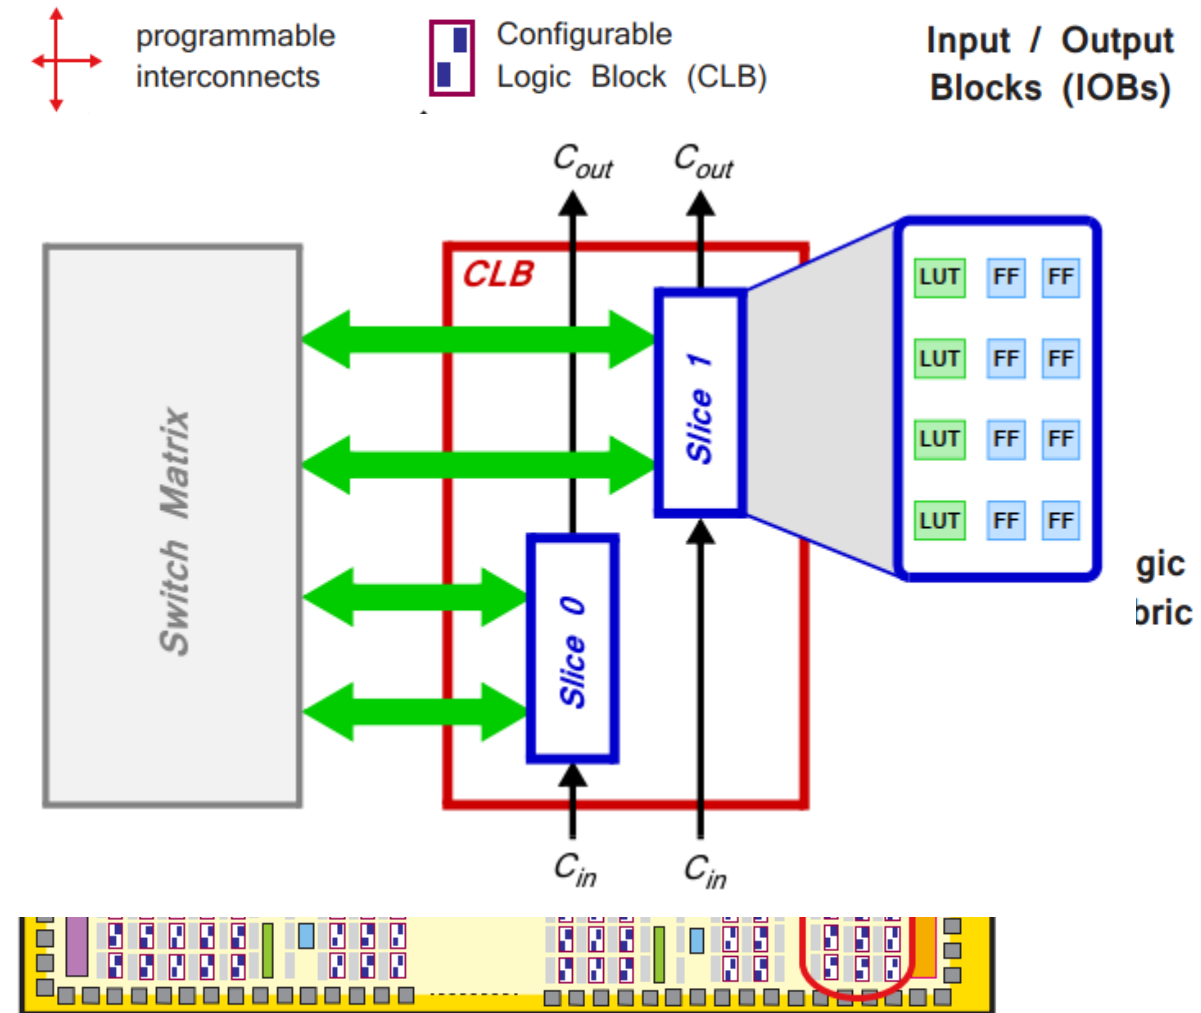 programmable
interconnects
Configurable
Logic Block (CLB)
Input / Output
Blocks (IOBs)
Cout
Cout
CLB
Switch Matrix
Slice 1
Slice 0
LUT FF FF
LUT FF FF
LUT FF FF
LUT FF FF
gic
bric
Cin
Cin